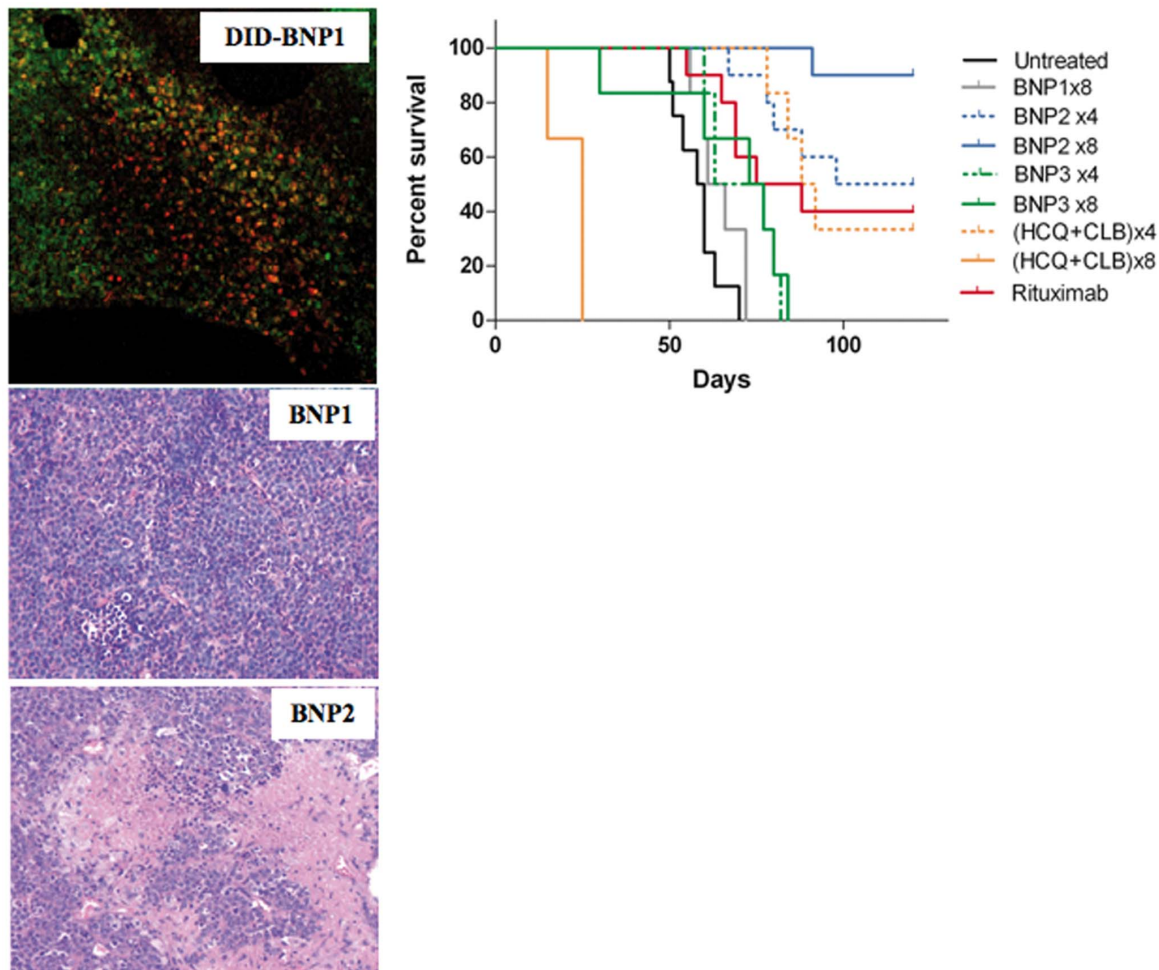 DID-BNP1
BNP1
BNP2
Percent survival
100
80
60
40
20
0
0
50
100
Days
Untreated
BNP1x8
BNP2 x4
BNP2 x8
BNP3 x4
BNP3 x8
(HCQ+CLB)x4
(HCQ+CLB)x8
Rituximab